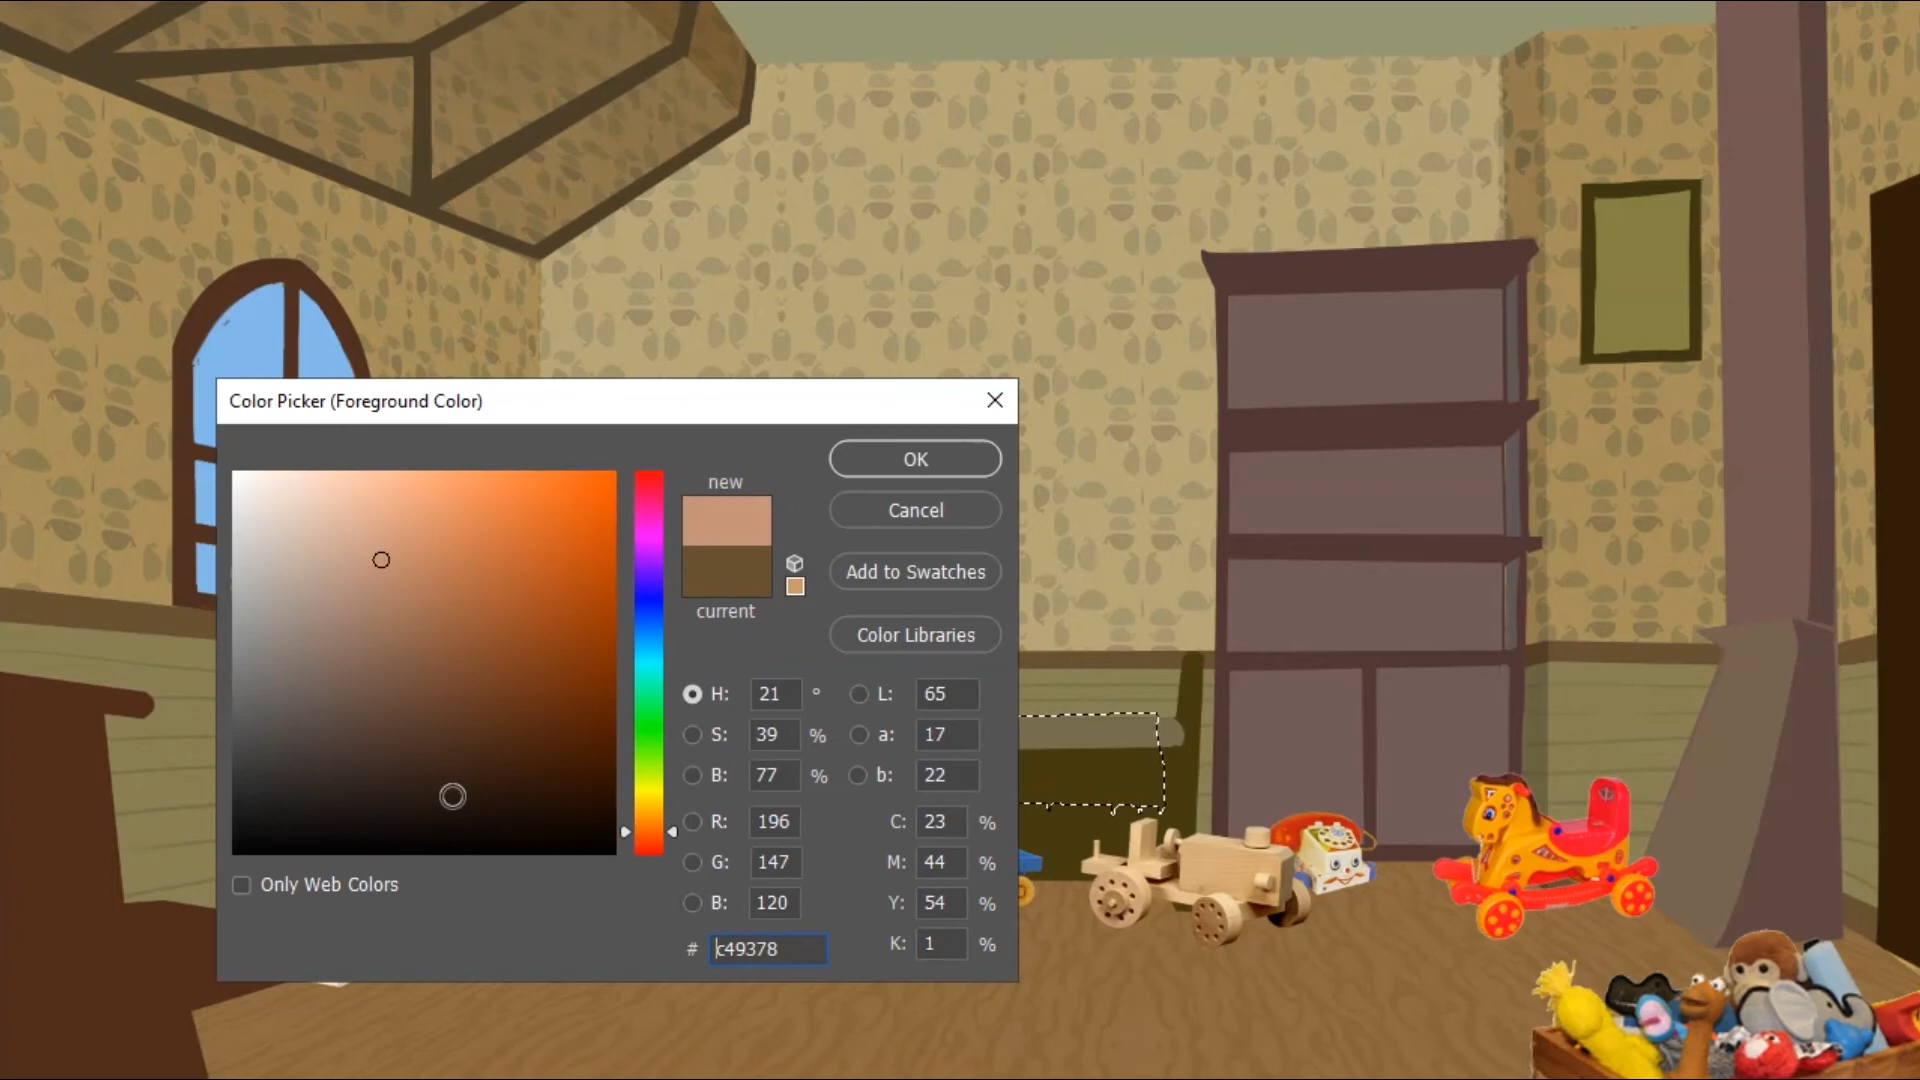 Color Picker (Foreground Color)
new
current
OK
Cancel
Add to Swatches
Color Libraries
H: 21 °
S: 39 %
B: 77 %
R: 196
G: 147
B: 120
# c49378
L: 65
a: 17
b: 22
C: 23 %
M: 44 %
Y: 54 %
K: 1 %
Only Web Colors